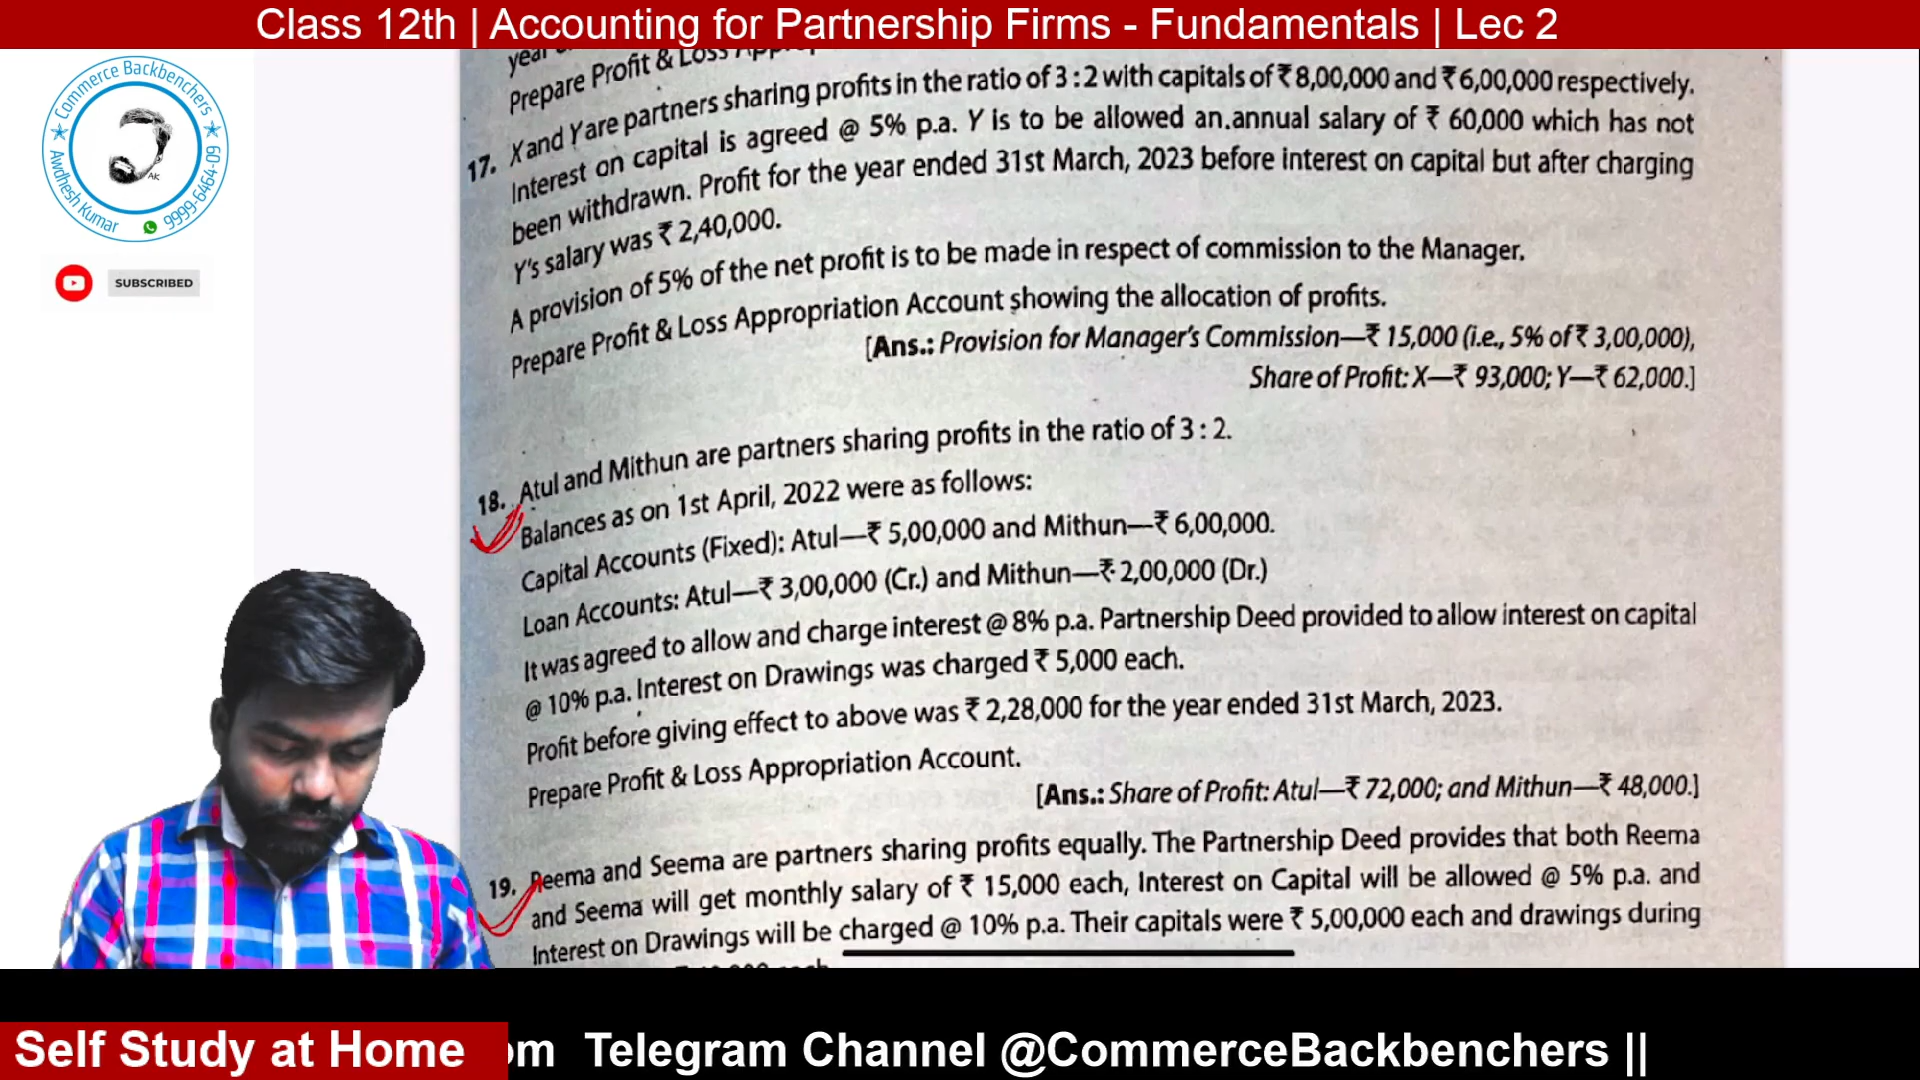 Class 12th | Accounting for Partnership Firms - Fundamentals | Lec 2
Commerce Backbenchers
Awdhesh Kumar
9999-6464-09
AK
SUBSCRIBED
year
Prepare Profit & Loss
17. X and Y are partners sharing profits in the ratio of 3 : 2 with capitals of ₹ 8,00,000 and ₹ 6,00,000 respectively.
Interest on capital is agreed @ 5% p.a. Y is to be allowed an annual salary of ₹ 60,000 which has not
been withdrawn. Profit for the year ended 31st March, 2023 before interest on capital but after charging
Y's salary was ₹ 2,40,000.
A provision of 5% of the net profit is to be made in respect of commission to the Manager.
Prepare Profit & Loss Appropriation Account showing the allocation of profits.
[Ans.: Provision for Manager's Commission—₹ 15,000 (i.e., 5% of ₹ 3,00,000),
Share of Profit: X—₹ 93,000; Y—₹ 62,000.]
18. Atul and Mithun are partners sharing profits in the ratio of 3 : 2.
Balances as on 1st April, 2022 were as follows:
Capital Accounts (Fixed): Atul—₹ 5,00,000 and Mithun—₹ 6,00,000.
Loan Accounts: Atul—₹ 3,00,000 (Cr.) and Mithun—₹ 2,00,000 (Dr.)
It was agreed to allow and charge interest @ 8% p.a. Partnership Deed provided to allow interest on capital
@ 10% p.a. Interest on Drawings was charged ₹ 5,000 each.
Profit before giving effect to above was ₹ 2,28,000 for the year ended 31st March, 2023.
Prepare Profit & Loss Appropriation Account.
[Ans.: Share of Profit: Atul—₹ 72,000; and Mithun—₹ 48,000.]
19. Reema and Seema are partners sharing profits equally. The Partnership Deed provides that both Reema
and Seema will get monthly salary of ₹ 15,000 each, Interest on Capital will be allowed @ 5% p.a. and
Interest on Drawings will be charged @ 10% p.a. Their capitals were ₹ 5,00,000 each and drawings during
each
Self Study at Home
om Telegram Channel @CommerceBackbenchers ||